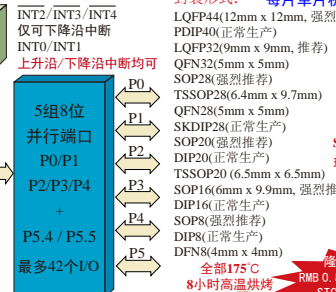 INT2/INT3/INT4
仅可下降沿中断
INT0/INT1
上升沿/下降沿中断均可
5组8位
并行端口
P0/P1
P2/P3/P4
+
P5.4 / P5.5
最多42个I/O
P0
P1
P2
P3
P4
P5
LQFP44(12mm x 12mm, 强烈
PDIP40(正常生产)
LQFP32(9mm x 9mm, 推荐)
QFN32(5mm x 5mm)
SOP28(强烈推荐)
TSSOP28(6.4mm x 9.7mm)
QFN28(5mm x 5mm)
SKDIP28(正常生产)
SOP20(强烈推荐)
DIP20(正常生产)
TSSOP20 (6.5mm x 6.5mm)
SOP16(6mm x 9.9mm, 强烈推
DIP16(正常生产)
SOP8(强烈推荐)
DIP8(正常生产)
DFN8(4mm x 4mm)
全部175℃
8小时高温烘烤
隆
RMB 0.